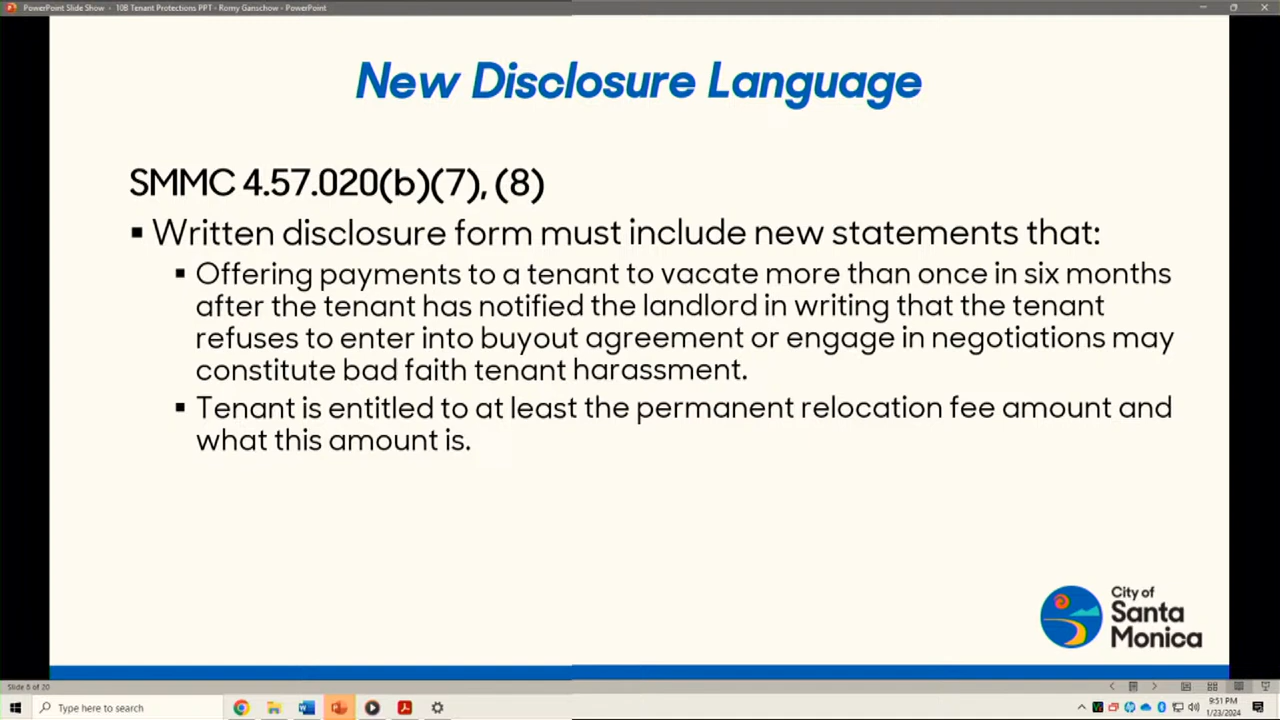 PowerPoint Slide Show - 10B Tenant Protections PPT - Romy Ganschow - PowerPoint
New Disclosure Language
SMMC 4.57.020(b)(7), (8)
▪ Written disclosure form must include new statements that:
▪ Offering payments to a tenant to vacate more than once in six months
after the tenant has notified the landlord in writing that the tenant
refuses to enter into buyout agreement or engage in negotiations may
constitute bad faith tenant harassment.
▪ Tenant is entitled to at least the permanent relocation fee amount and
what this amount is.
City of
Santa
Monica
Slide 8 of 20
Type here to search
9:51 PM
1/23/2024